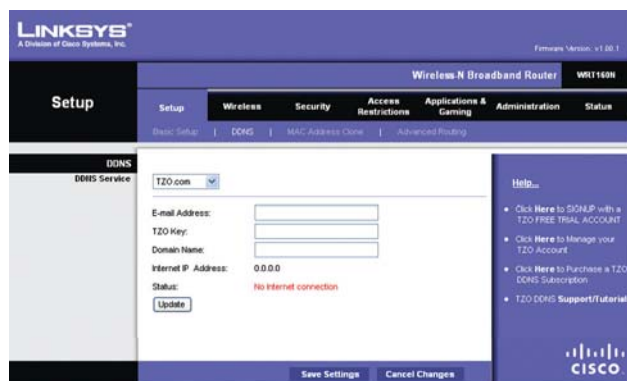 LINKSYS®
A Division of Cisco Systems, Inc.
Firmware Version: v1.00.1
Wireless-N Broadband Router WRT160N
Setup
Setup Wireless Security Access Restrictions Applications & Gaming Administration Status
Basic Setup | DDNS | MAC Address Clone | Advanced Routing
DDNS
DDNS Service
TZO.com
E-mail Address:
TZO Key:
Domain Name:
Internet IP Address: 0.0.0.0
Status: No Internet connection
Update
Help...
Click Here to SIGNUP with a
TZO FREE TRIAL ACCOUNT
Click Here to Manage your
TZO Account
Click Here to Purchase a TZO
DDNS Subscription
TZO DDNS Support/Tutorial
Save Settings Cancel Changes
CISCO